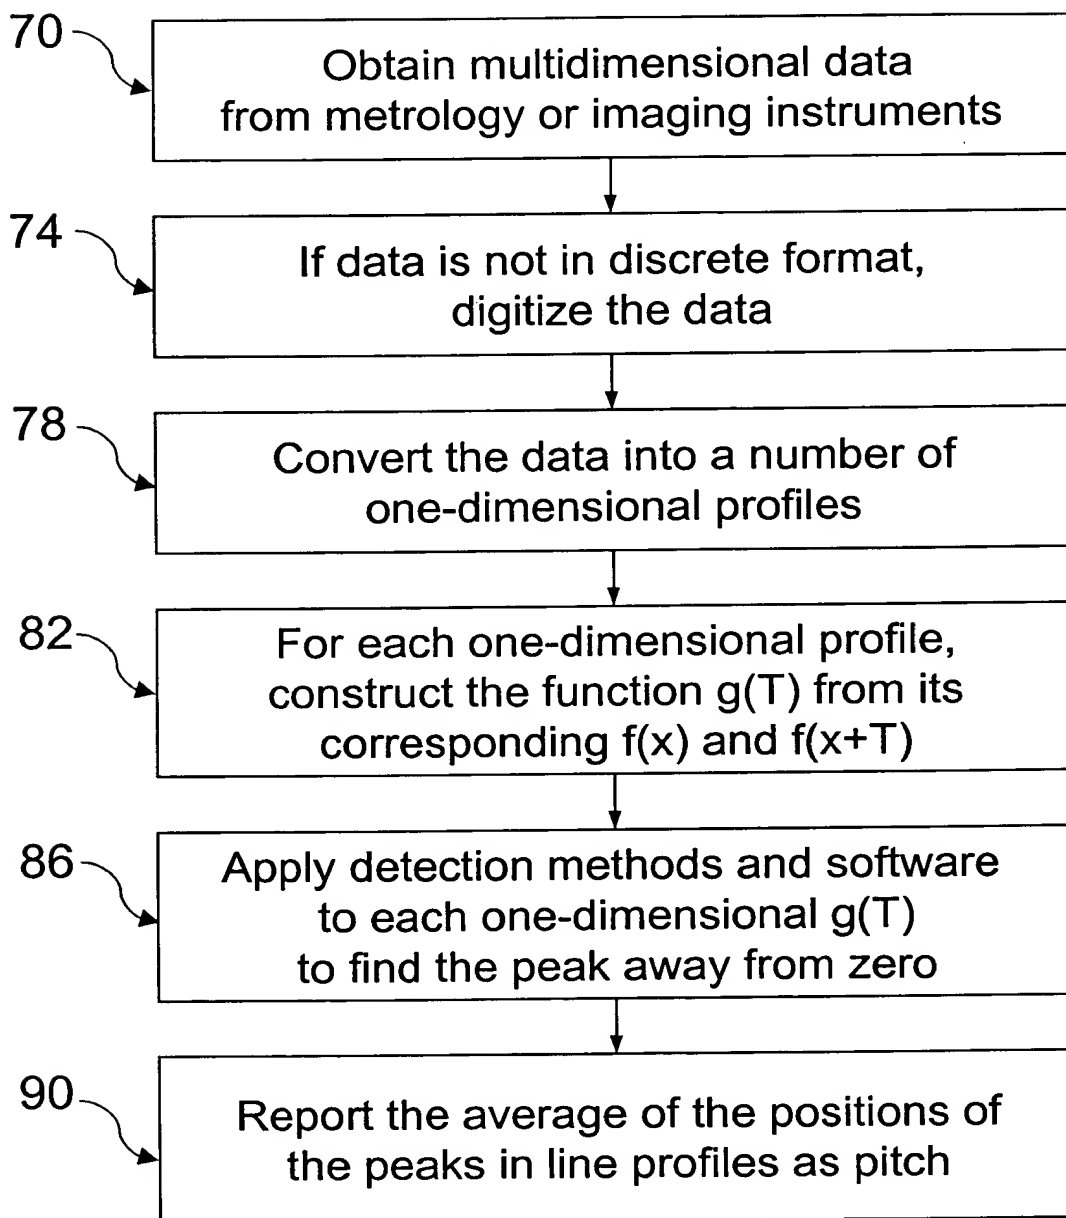 70
Obtain multidimensional data
from metrology or imaging instruments
74
If data is not in discrete format,
digitize the data
78
Convert the data into a number of
one-dimensional profiles
82
For each one-dimensional profile,
construct the function g(T) from its
corresponding f(x) and f(x+T)
86
Apply detection methods and software
to each one-dimensional g(T)
to find the peak away from zero
90
Report the average of the positions of
the peaks in line profiles as pitch